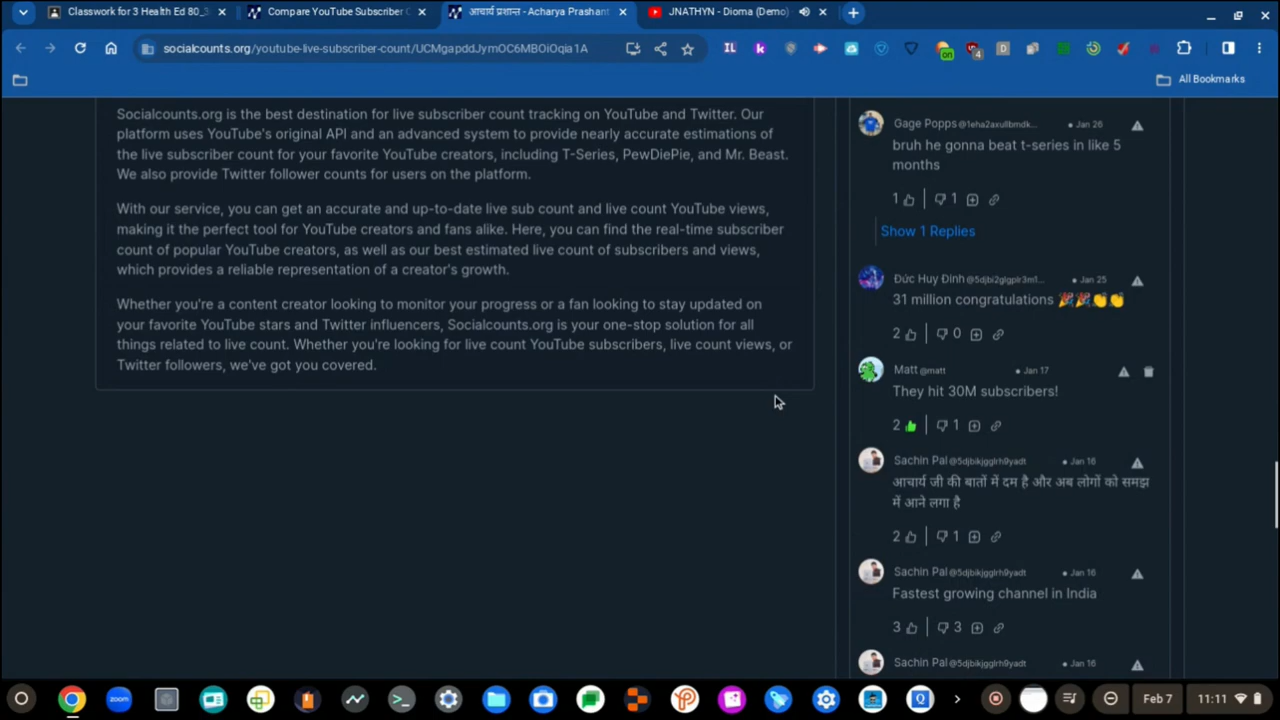 Classwork for 3 Health Ed 80_3
Compare YouTube Subscriber C
आचार्य प्रशान्त - Acharya Prashant
JNATHYN - Dioma (Demo)
socialcounts.org/youtube-live-subscriber-count/UCMgapddJymOC6MBOiOqia1A
All Bookmarks
Socialcounts.org is the best destination for live subscriber count tracking on YouTube and Twitter. Our
platform uses YouTube's original API and an advanced system to provide nearly accurate estimations of
the live subscriber count for your favorite YouTube creators, including T-Series, PewDiePie, and Mr. Beast.
We also provide Twitter follower counts for users on the platform.
With our service, you can get an accurate and up-to-date live sub count and live count YouTube views,
making it the perfect tool for YouTube creators and fans alike. Here, you can find the real-time subscriber
count of popular YouTube creators, as well as our best estimated live count of subscribers and views,
which provides a reliable representation of a creator's growth.
Whether you're a content creator looking to monitor your progress or a fan looking to stay updated on
your favorite YouTube stars and Twitter influencers, Socialcounts.org is your one-stop solution for all
things related to live count. Whether you're looking for live count YouTube subscribers, live count views, or
Twitter followers, we've got you covered.
Gage Popps @1eha2axullbmdk... • Jan 26
bruh he gonna beat t-series in like 5
months
1 1
Show 1 Replies
Đức Huy Đinh @5djbi2glgplr3m1... • Jan 25
31 million congratulations 🎉🎉👏👏
2 0
Matt @matt • Jan 17
They hit 30M subscribers!
2 1
Sachin Pal @5djbikjgglrh9yadt • Jan 16
आचार्य जी की बातों में दम है और अब लोगों को समझ
में आने लगा है
2 1
Sachin Pal @5djbikjgglrh9yadt • Jan 16
Fastest growing channel in India
3 3
Sachin Pal @5djbikjgglrh9yadt • Jan 16
zoom
Feb 7
11:11